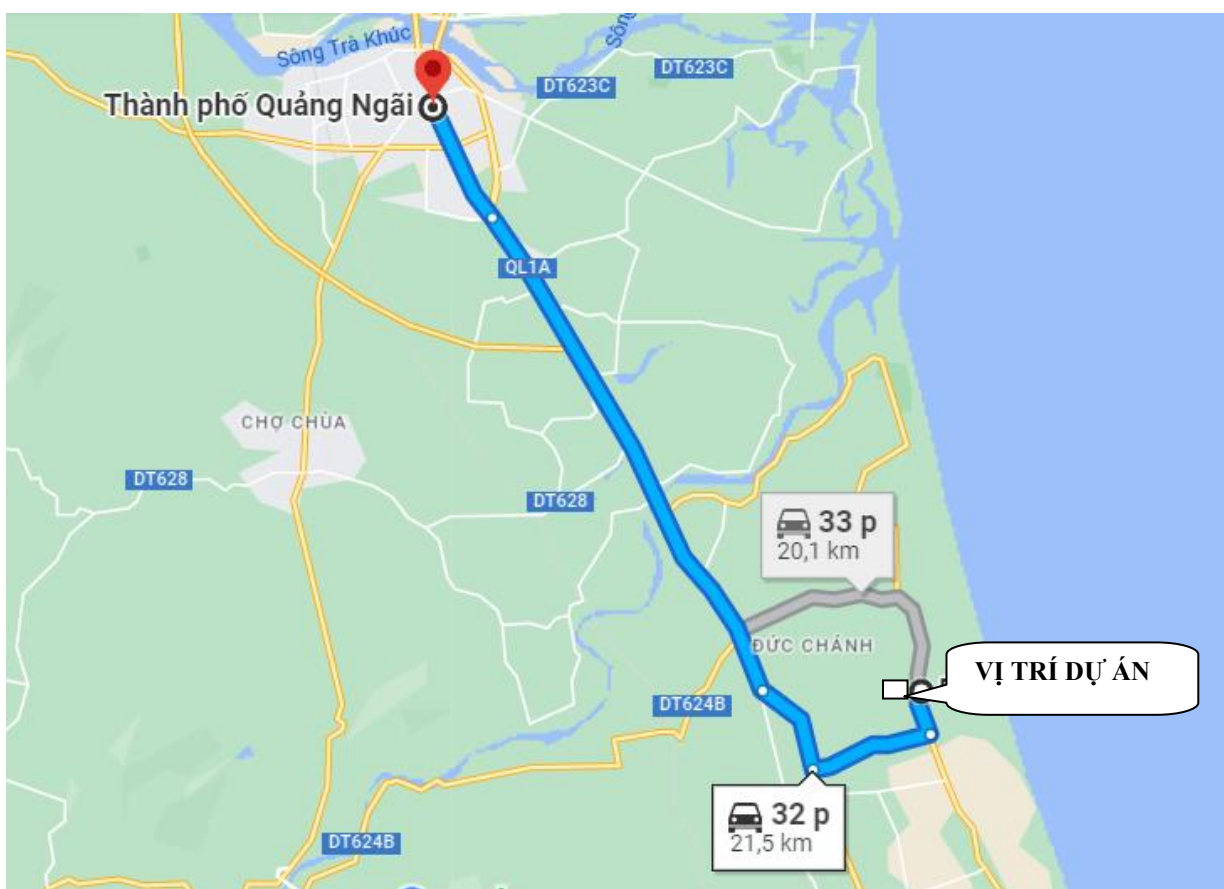 Sông Trà Khúc
Sông
DT623C
DT623C
Thành phố Quảng Ngãi
QL1A
CHỢ CHÙA
DT628
DT628
33 p
20,1 km
ĐỨC CHÁNH
VỊ TRÍ DỰ ÁN
DT624B
32 p
21,5 km
DT624B